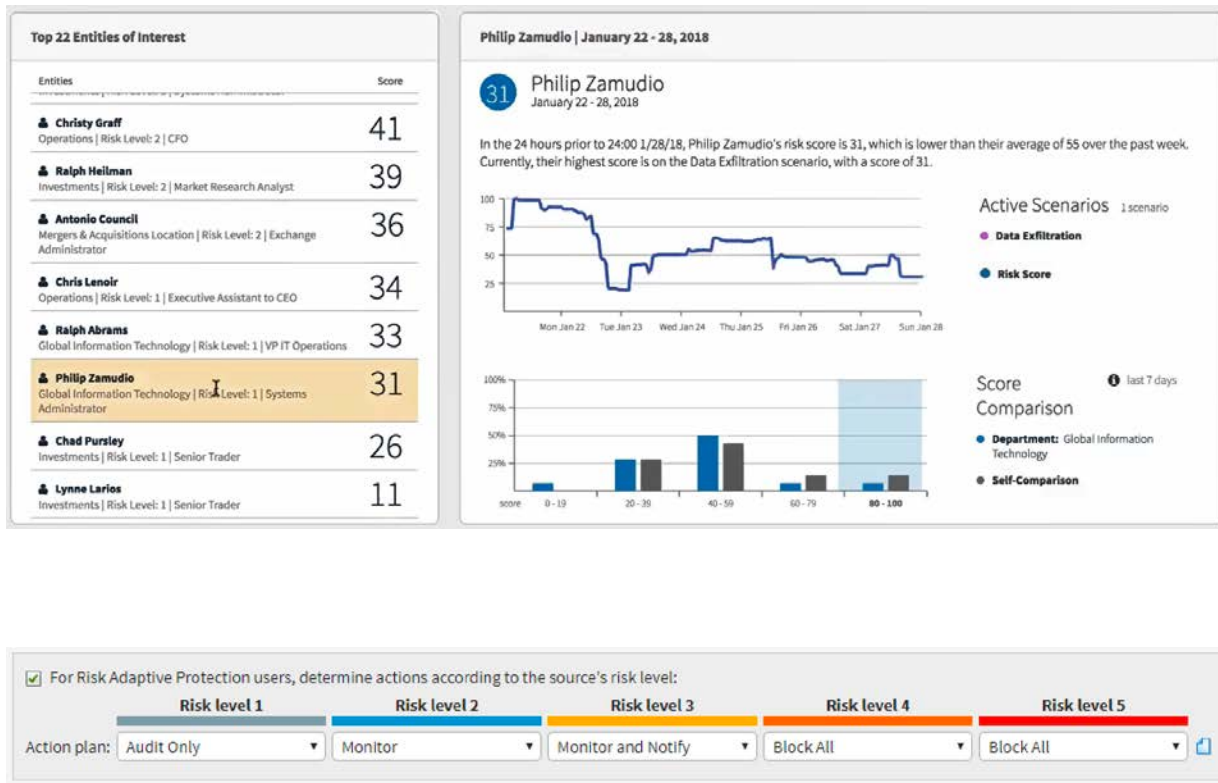 Top 22 Entities of Interest
Entities Score
Christy Graff
Operations | Risk Level: 2 | CFO
41
Ralph Heilman
Investments | Risk Level: 2 | Market Research Analyst
39
Antonio Council
Mergers & Acquisitions Location | Risk Level: 2 | Exchange
Administrator
36
Chris Lenoir
Operations | Risk Level: 1 | Executive Assistant to CEO
34
Ralph Abrams
Global Information Technology | Risk Level: 1 | VP IT Operations
33
Philip Zamudio
Global Information Technology | Risk Level: 1 | Systems
Administrator
31
Chad Pursley
Investments | Risk Level: 1 | Senior Trader
26
Lynne Larios
Investments | Risk Level: 1 | Senior Trader
11
Philip Zamudio | January 22 - 28, 2018
31
Philip Zamudio
January 22 - 28, 2018
In the 24 hours prior to 24:00 1/28/18, Philip Zamudio's risk score is 31, which is lower than their average of 55 over the past week.
Currently, their highest score is on the Data Exfiltration scenario, with a score of 31.
100
75
50
25
Mon Jan 22 Tue Jan 23 Wed Jan 24 Thu Jan 25 Fri Jan 26 Sat Jan 27 Sun Jan 28
Active Scenarios 1 scenario
Data Exfiltration
Risk Score
100%
75%
50%
25%
score 0 - 19 20 - 39 40 - 59 60 - 79 80 - 100
Score
Comparison
last 7 days
Department: Global Information
Technology
Self-Comparison
For Risk Adaptive Protection users, determine actions according to the source's risk level:
Risk level 1 Risk level 2 Risk level 3 Risk level 4 Risk level 5
Action plan: Audit Only Monitor Monitor and Notify Block All Block All